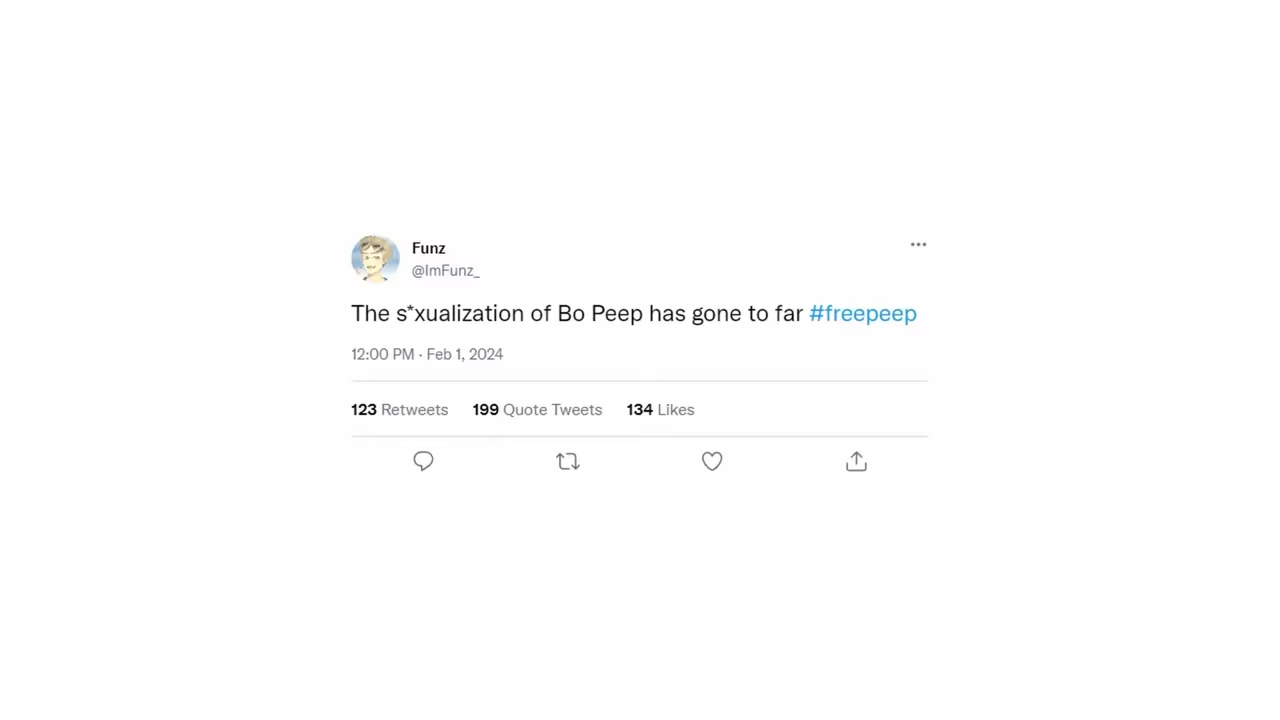 Funz
@ImFunz_
The s*xualization of Bo Peep has gone to far #freepeep
12:00 PM · Feb 1, 2024
123 Retweets 199 Quote Tweets 134 Likes